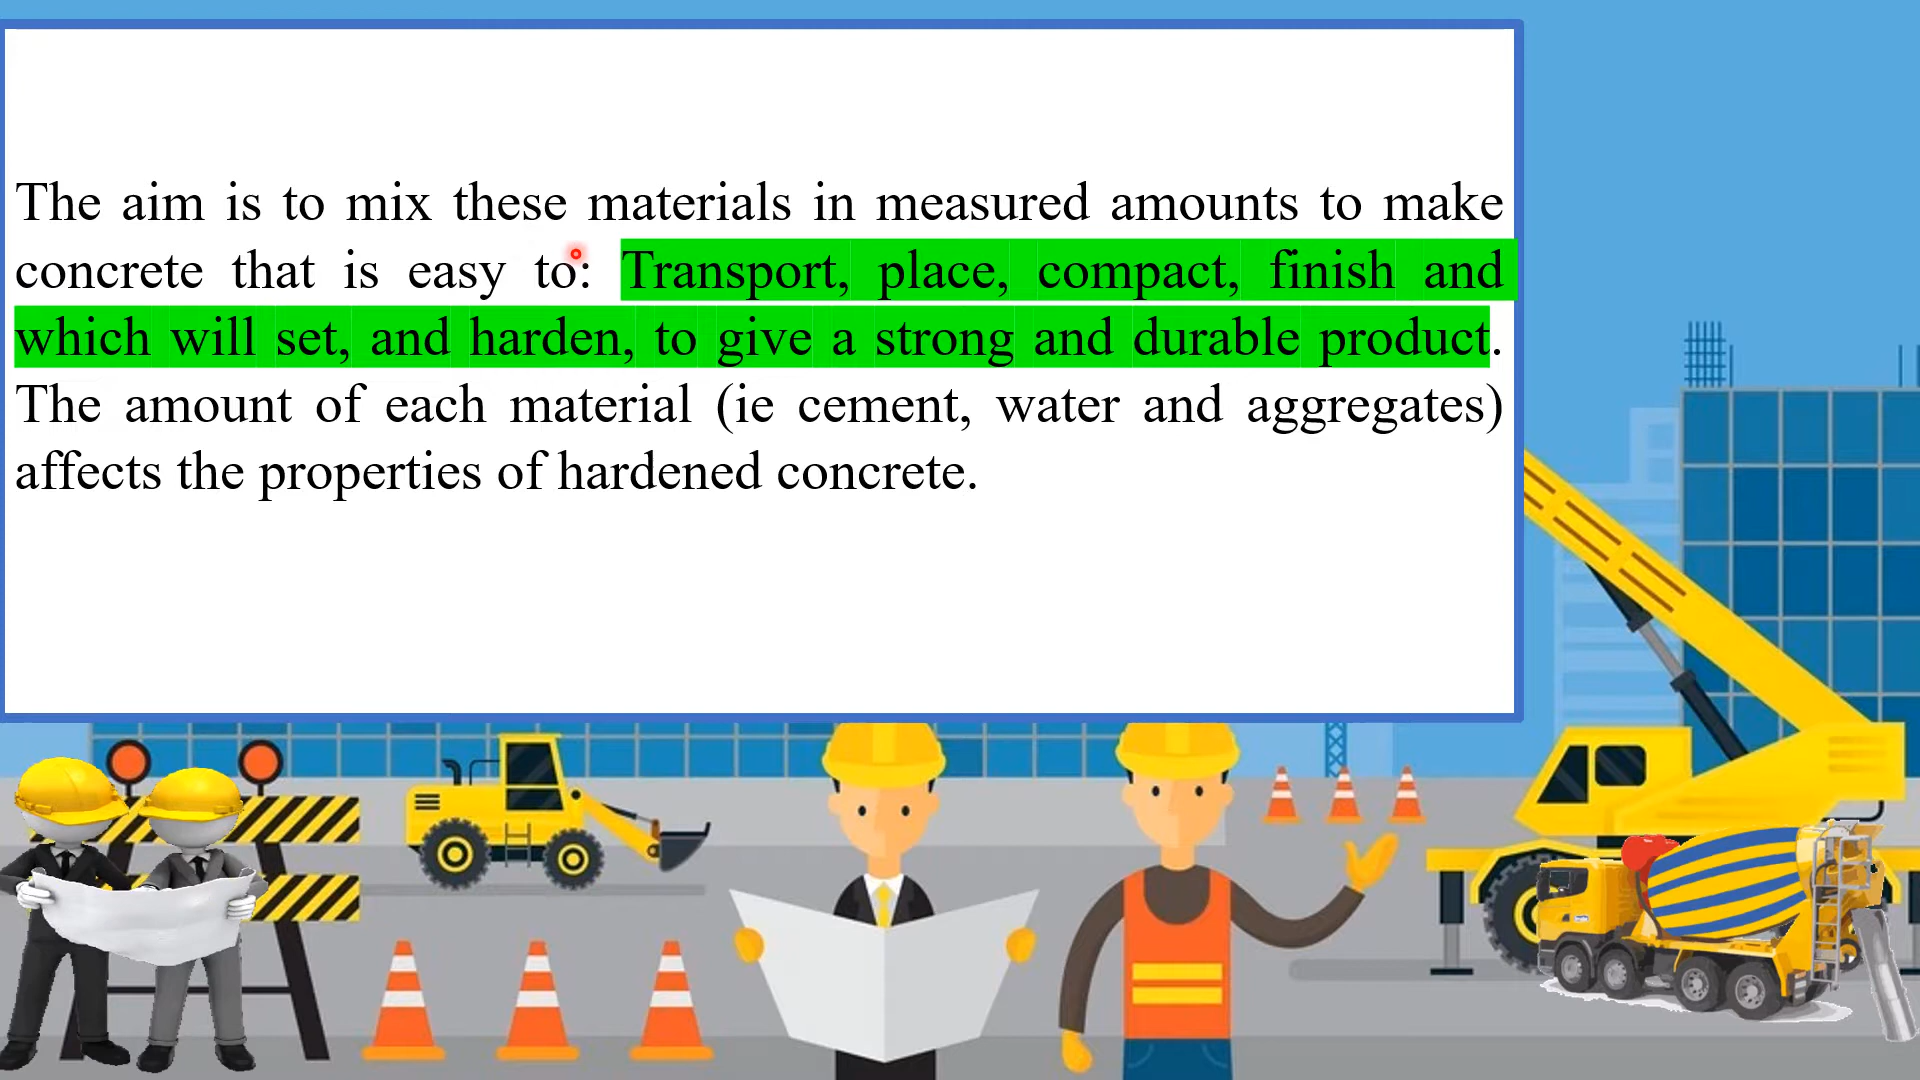 The aim is to mix these materials in measured amounts to make
concrete that is easy to: Transport, place, compact, finish and
which will set, and harden, to give a strong and durable product.
The amount of each material (ie cement, water and aggregates)
affects the properties of hardened concrete.